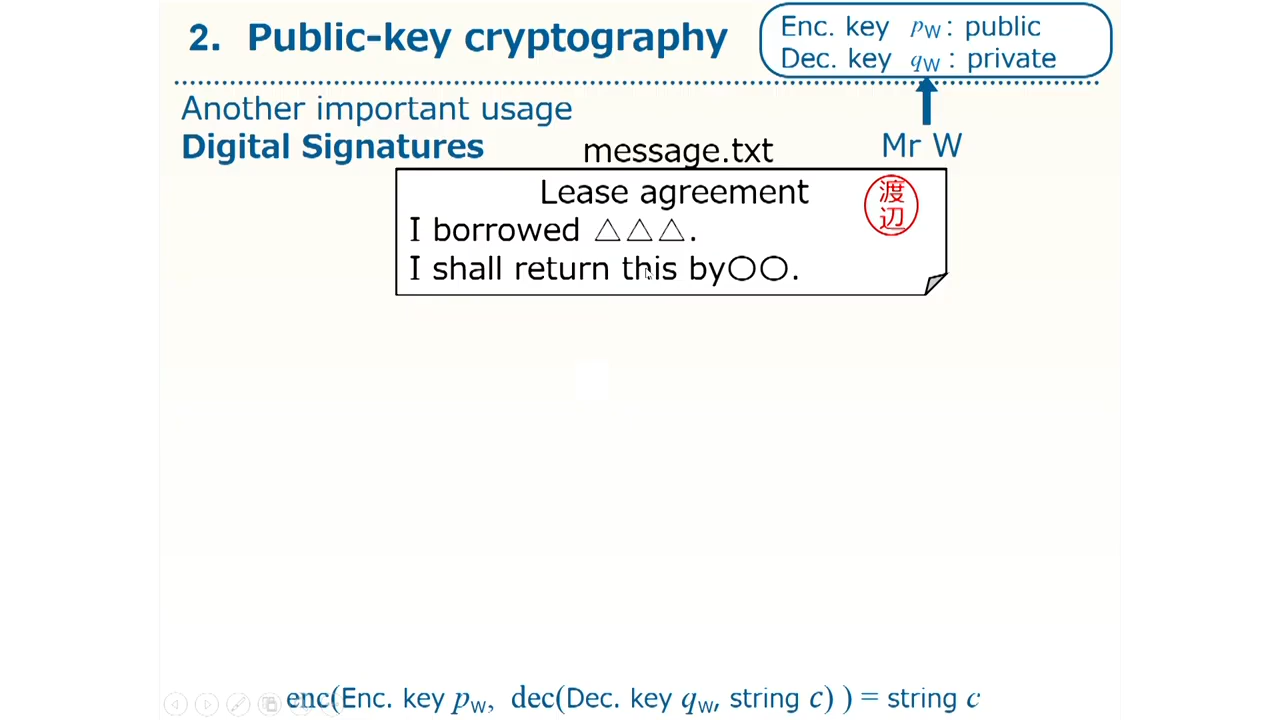 2. Public-key cryptography
Enc. key pW : public
Dec. key qW : private
Another important usage
Digital Signatures
message.txt
Mr W
Lease agreement
渡辺
I borrowed △△△.
I shall return this by○○.
enc(Enc. key pW, dec(Dec. key qW, string c) ) = string c